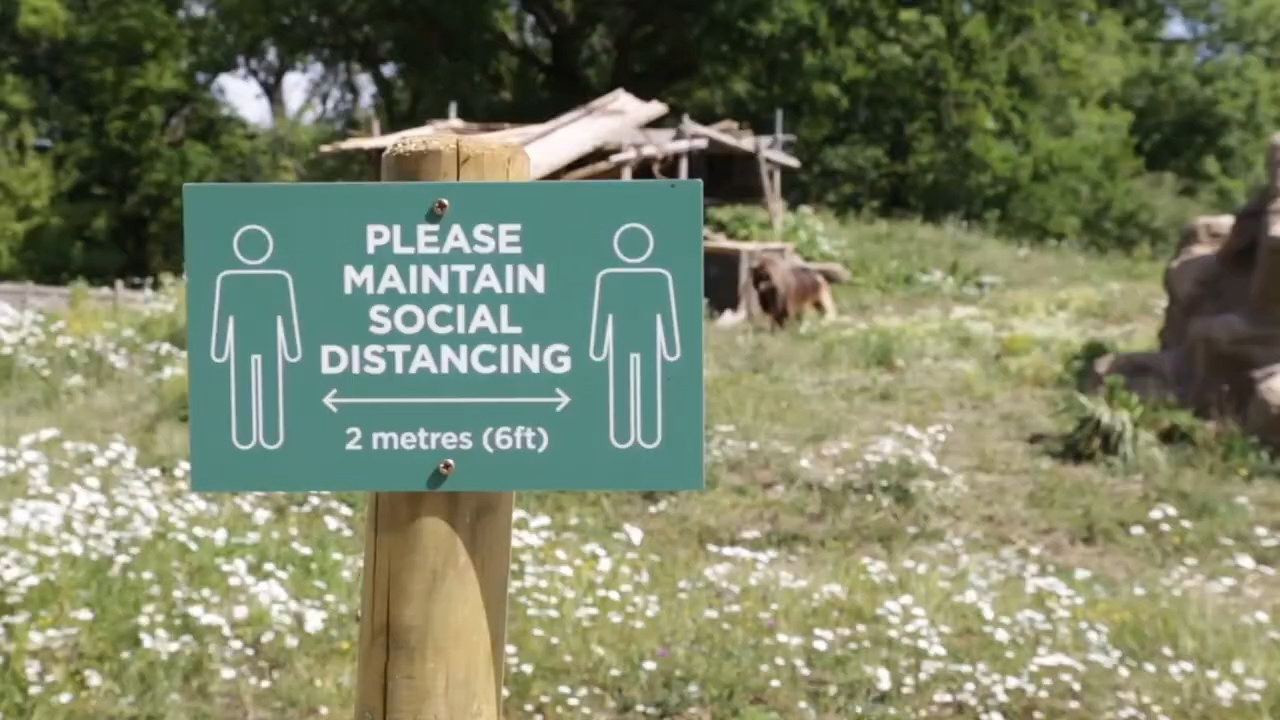 PLEASE
MAINTAIN
SOCIAL
DISTANCING
2 metres (6ft)